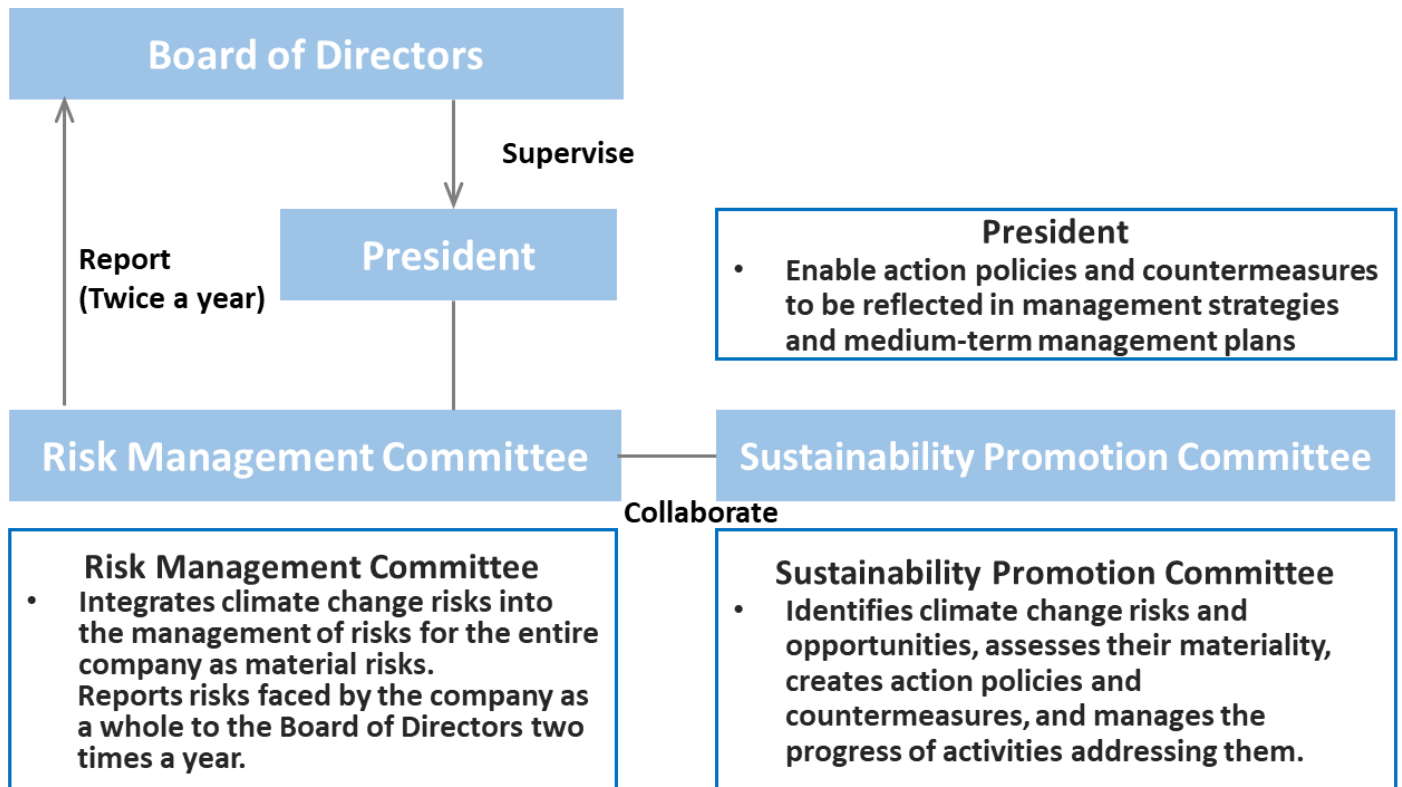 Board of Directors
Supervise
President
Report
(Twice a year)
President
• Enable action policies and countermeasures
to be reflected in management strategies
and medium-term management plans
Risk Management Committee
Sustainability Promotion Committee
Collaborate
Risk Management Committee
• Integrates climate change risks into
the management of risks for the entire
company as material risks.
Reports risks faced by the company as
a whole to the Board of Directors two
times a year.
Sustainability Promotion Committee
• Identifies climate change risks and
opportunities, assesses their materiality,
creates action policies and
countermeasures, and manages the
progress of activities addressing them.